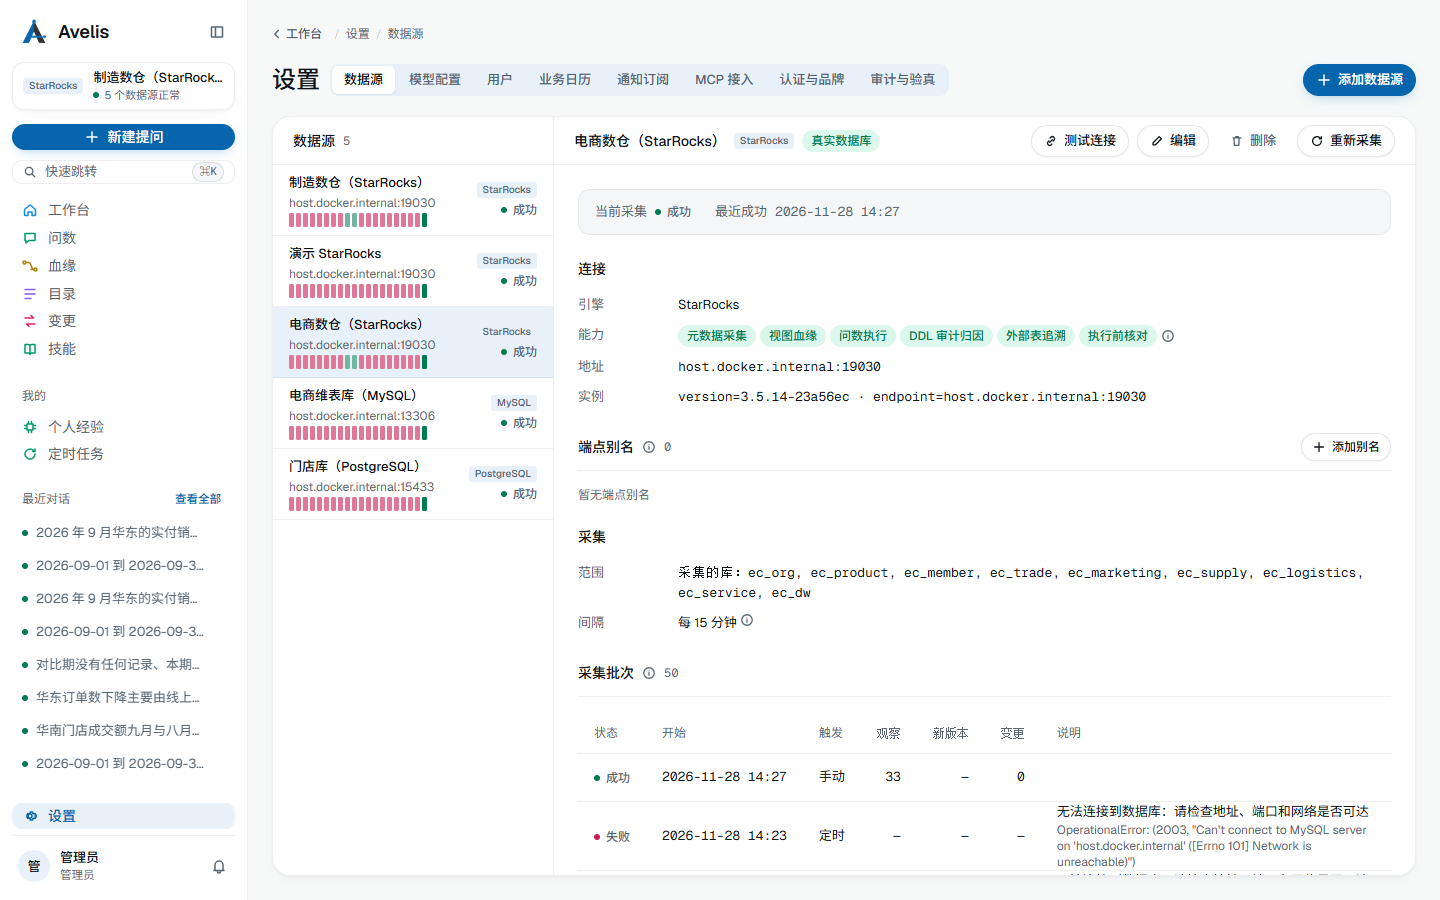 Avelis
StarRocks
制造数仓（StarRock...
5 个数据源正常
新建提问
快速跳转
⌘K
工作台
问数
血缘
目录
变更
技能
我的
个人经验
定时任务
最近对话
查看全部
2026 年 9 月华东的实付销...
2026-09-01 到 2026-09-3...
2026 年 9 月华东的实付销...
2026-09-01 到 2026-09-3...
对比期没有任何记录、本期...
华东订单数下降主要由线上...
华南门店成交额九月与八月...
2026-09-01 到 2026-09-3...
设置
管
管理员
管理员
工作台 / 设置 / 数据源
设置
数据源
模型配置
用户
业务日历
通知订阅
MCP 接入
认证与品牌
审计与验真
添加数据源
数据源 5
制造数仓（StarRocks）
StarRocks
host.docker.internal:19030
成功
演示 StarRocks
StarRocks
host.docker.internal:19030
成功
电商数仓（StarRocks）
StarRocks
host.docker.internal:19030
成功
电商维表库（MySQL）
MySQL
host.docker.internal:13306
成功
门店库（PostgreSQL）
PostgreSQL
host.docker.internal:15433
成功
电商数仓（StarRocks）
StarRocks
真实数据库
测试连接
编辑
删除
重新采集
当前采集 成功 最近成功 2026-11-28 14:27
连接
引擎 StarRocks
能力 元数据采集 视图血缘 问数执行 DDL 审计归因 外部表追溯 执行前核对
地址 host.docker.internal:19030
实例 version=3.5.14-23a56ec · endpoint=host.docker.internal:19030
端点别名 0
添加别名
暂无端点别名
采集
范围 采集的库：ec_org, ec_product, ec_member, ec_trade, ec_marketing, ec_supply, ec_logistics,
ec_service, ec_dw
间隔 每 15 分钟
采集批次 50
状态 开始 触发 观察 新版本 变更 说明
成功 2026-11-28 14:27 手动 33 – 0
失败 2026-11-28 14:23 定时 – – –
无法连接到数据库：请检查地址、端口和网络是否可达
OperationalError: (2003, "Can't connect to MySQL server
on 'host.docker.internal' ([Errno 101] Network is
unreachable)")